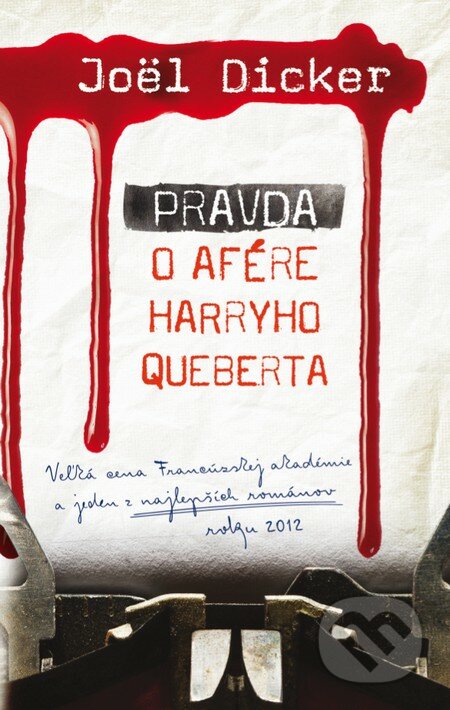 Joël Dicker
PRAVDA
O AFÉRE
HARRYHO
QUEBERTA
Veľká cena Francúzskej akadémie
a jeden z najlepších románov
roku 2012
m